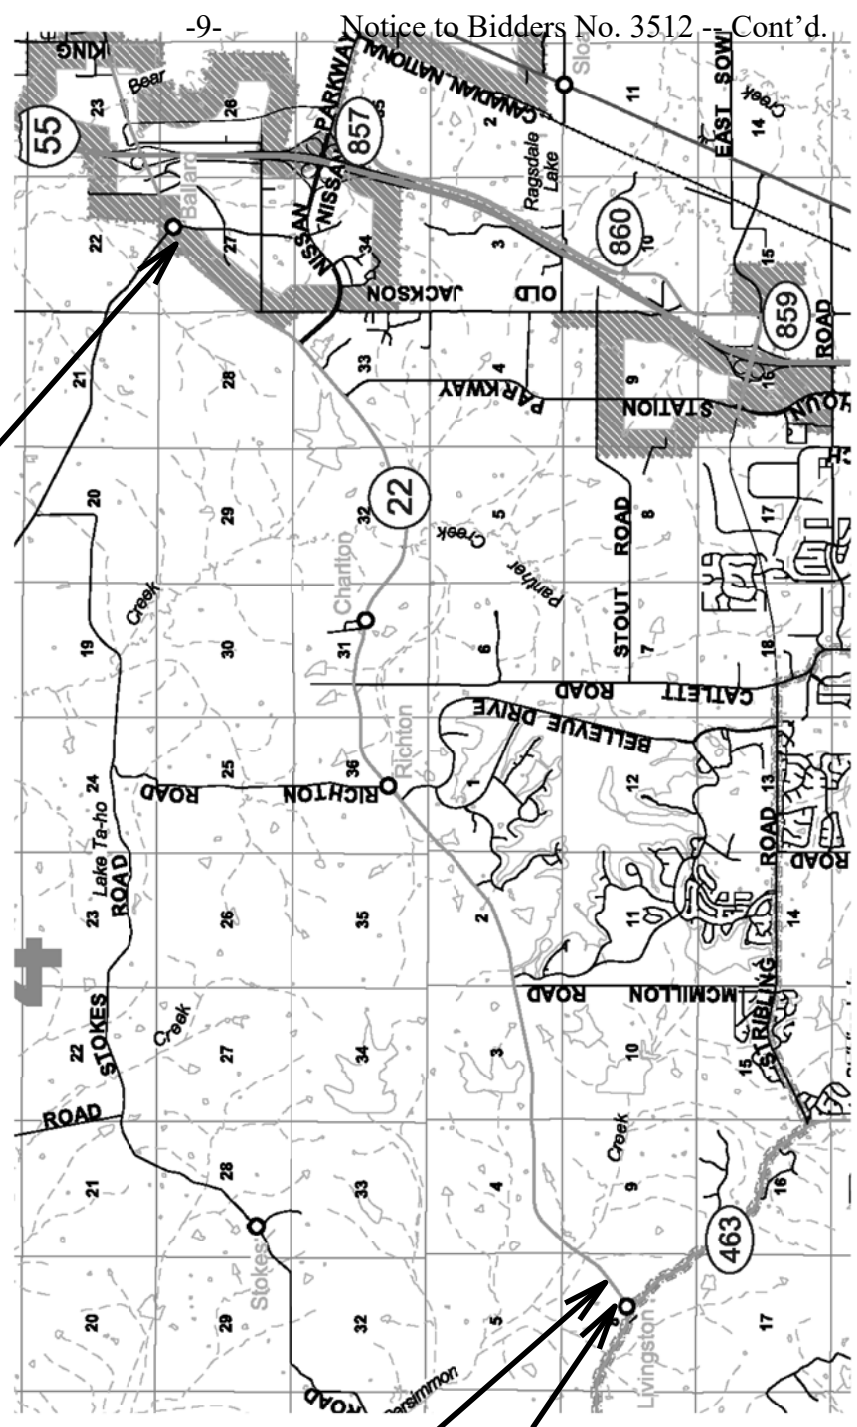 -9-
Notice to Bidders No. 3512 -- Cont'd.
KING
Bear
23
26
35
2
11
14
55
857
PARKWAY
CANADIAN NATIONAL
Sloa
EAST SOW
Creek
Ballard
NISSAN
NISSAN
Ragsdale
Lake
860
22
27
34
3
10
15
OLD
JACKSON
859
ROAD
21
28
33
4
9
16
PARKWAY
STATION
20
29
32
22
5
8
17
Creek
Charlton
Creek
Panther
STOUT ROAD
19
30
31
6
7
18
CATLETT
ROAD
BELLEVUE DRIVE
Richton
24
25
36
1
12
13
RICHTON
ROAD
Lake Ta-ho
ROAD
ROAD
ROAD
23
26
35
2
11
14
4
STOKES
Creek
MCMILLON
ROAD
STRIBLING
22
27
34
3
10
15
ROAD
Creek
21
28
33
4
9
16
463
Stokes
20
29
32
5
8
17
Livingston
ROAD